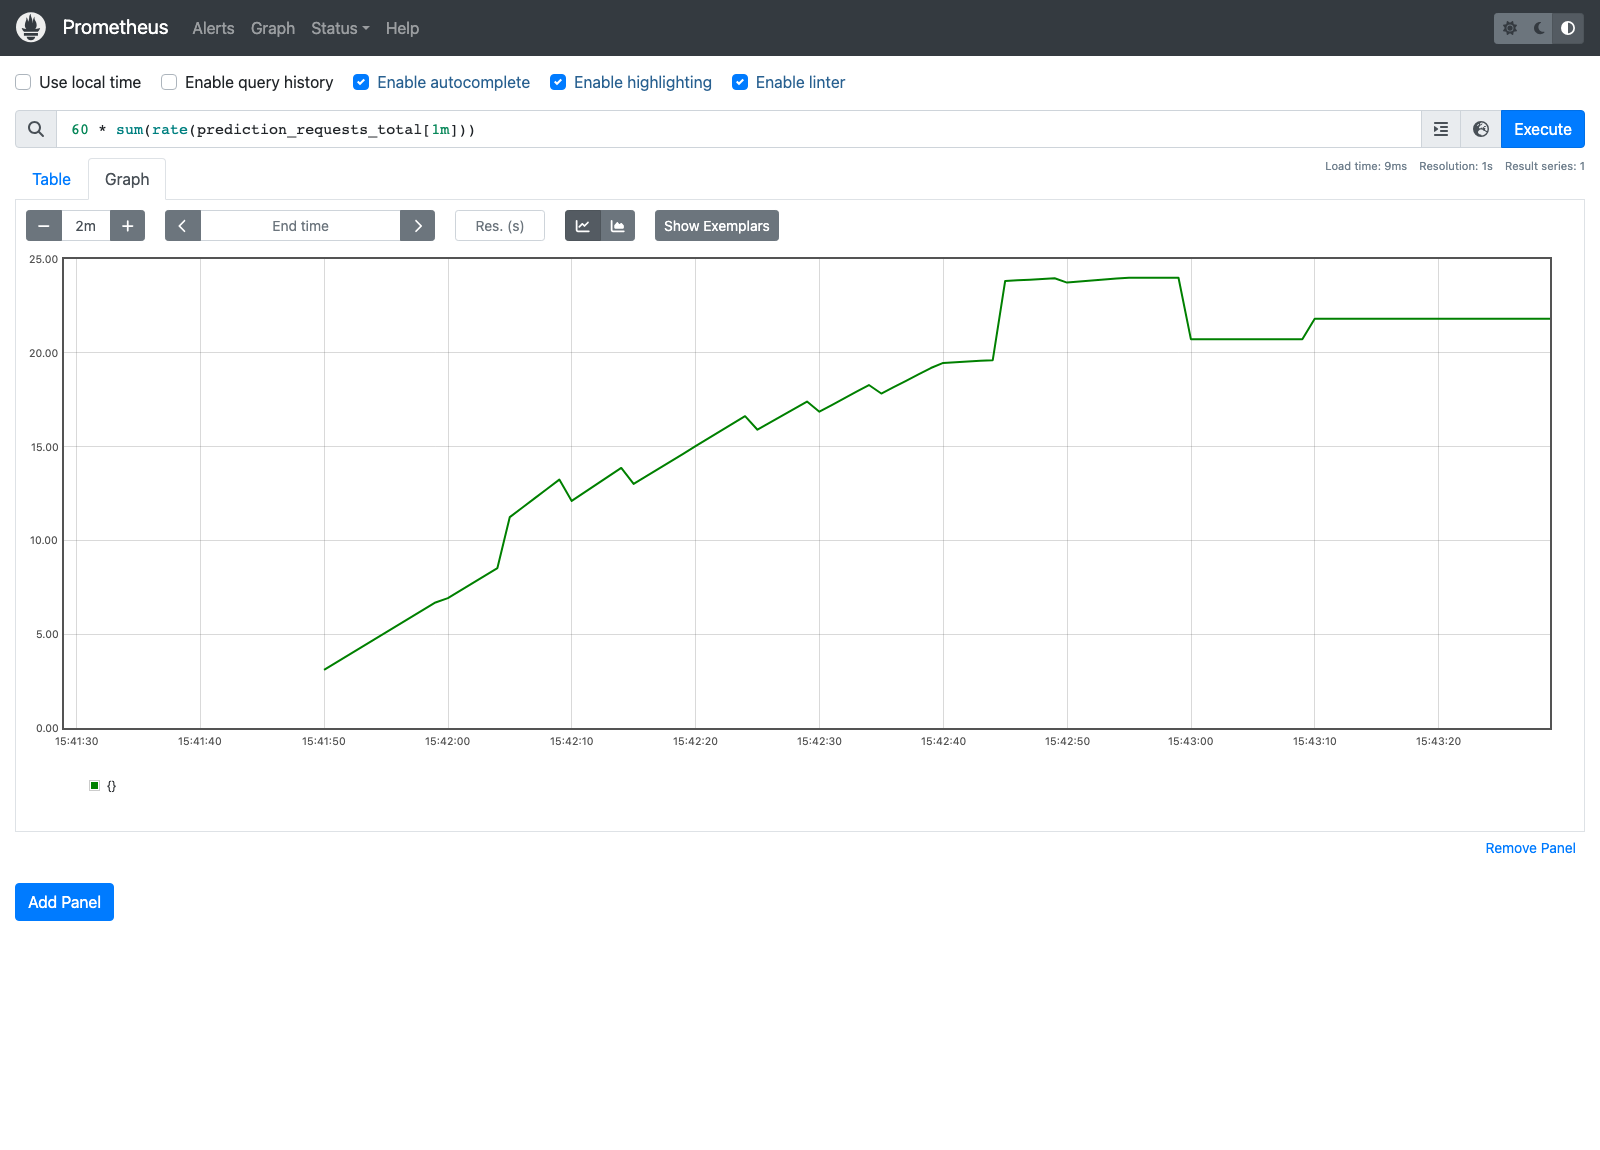 Prometheus Alerts Graph Status Help
Use local time Enable query history Enable autocomplete Enable highlighting Enable linter
60 * sum(rate(prediction_requests_total[1m])) Execute
Load time: 9ms Resolution: 1s Result series: 1
Table Graph
2m End time Res. (s) Show Exemplars
25.00
20.00
15.00
10.00
5.00
0.00
15:41:30 15:41:40 15:41:50 15:42:00 15:42:10 15:42:20 15:42:30 15:42:40 15:42:50 15:43:00 15:43:10 15:43:20
{}
Remove Panel
Add Panel